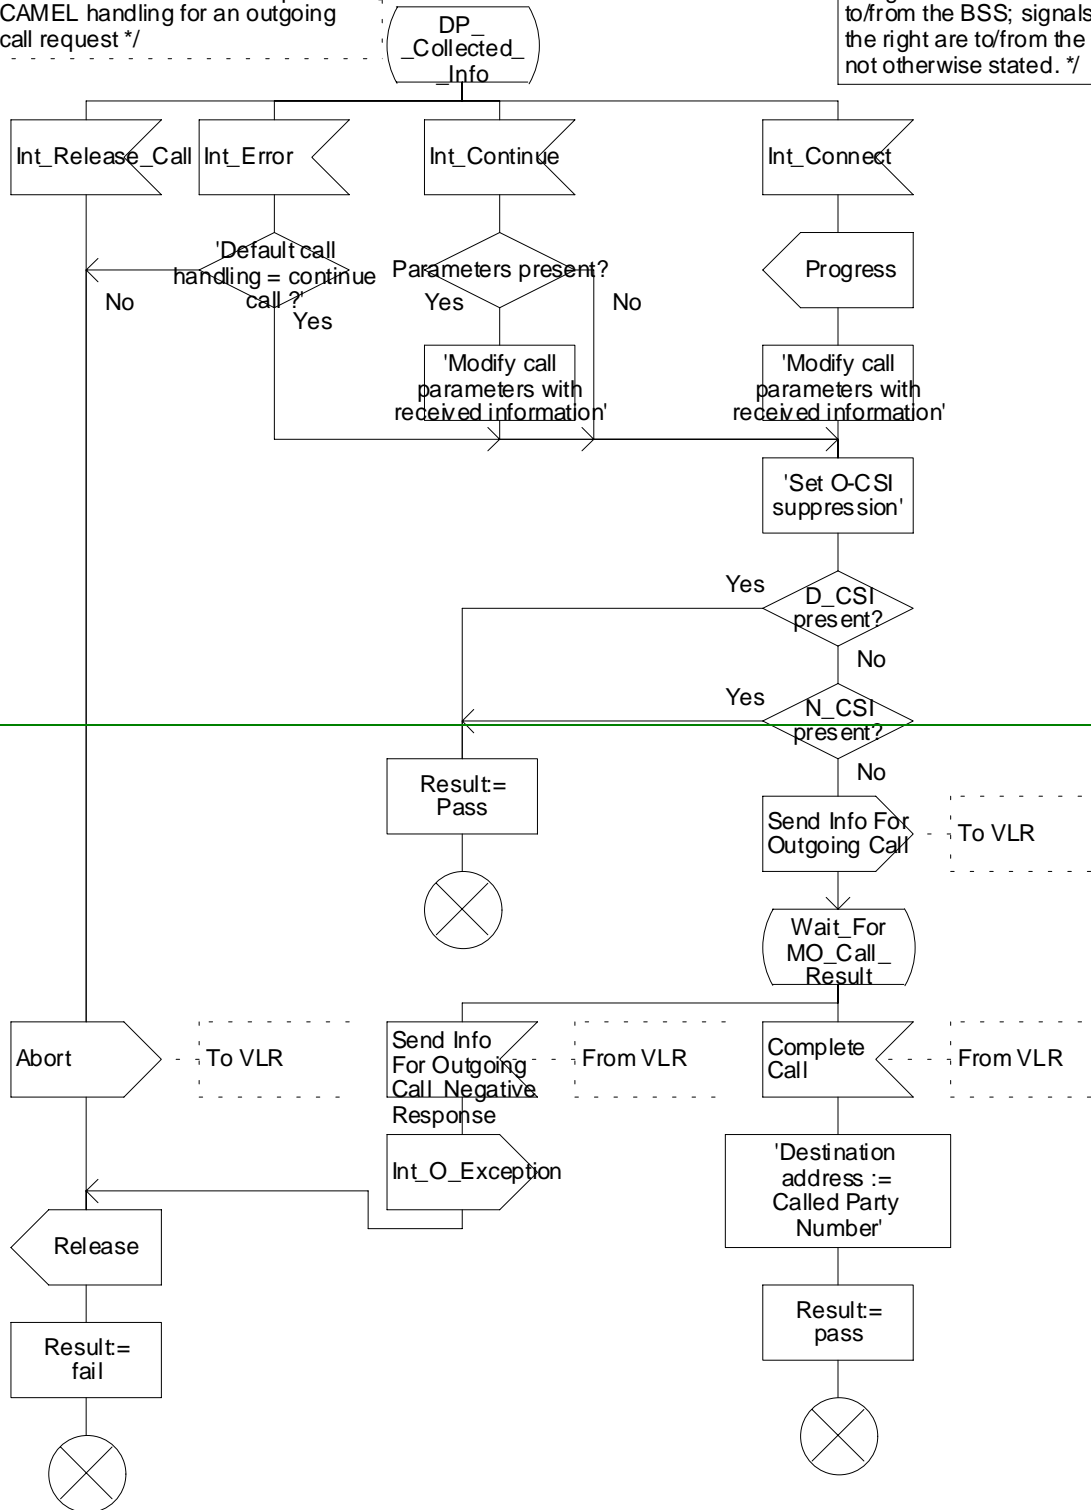 CAMEL handling for an outgoing
call request */
DP_
_Collected_
_Info
to/from the BSS; signals
the right are to/from the
not otherwise stated. */
Int_Release_Call
Int_Error
Int_Continue
Int_Connect
'Default call
handling = continue
call ?'
No
Yes
Parameters present?
Yes
No
Progress
'Modify call
parameters with
received information'
'Modify call
parameters with
received information'
'Set O-CSI
suppression'
Yes
D_CSI
present?
No
Yes
N_CSI
present?
No
Result:=
Pass
Send Info For
Outgoing Call
To VLR
Wait_For
MO_Call_
Result
Abort
To VLR
Send Info
For Outgoing
Call Negative
Response
From VLR
Complete
Call
From VLR
Int_O_Exception
'Destination
address :=
Called Party
Number'
Release
Result:=
pass
Result:=
fail